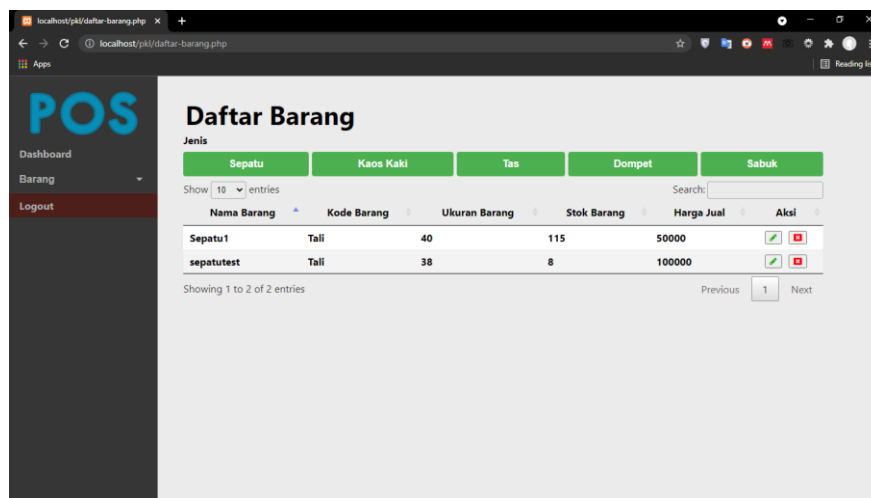 localhost/pkl/daftar-barang.php
localhost/pkl/daftar-barang.php
Apps
Reading lis
POS
Dashboard
Barang
Logout
Daftar Barang
Jenis
Sepatu Kaos Kaki Tas Dompet Sabuk
Show 10 entries Search:
Nama Barang Kode Barang Ukuran Barang Stok Barang Harga Jual Aksi
Sepatu1 Tali 40 115 50000
sepatutest Tali 38 8 100000
Showing 1 to 2 of 2 entries Previous 1 Next